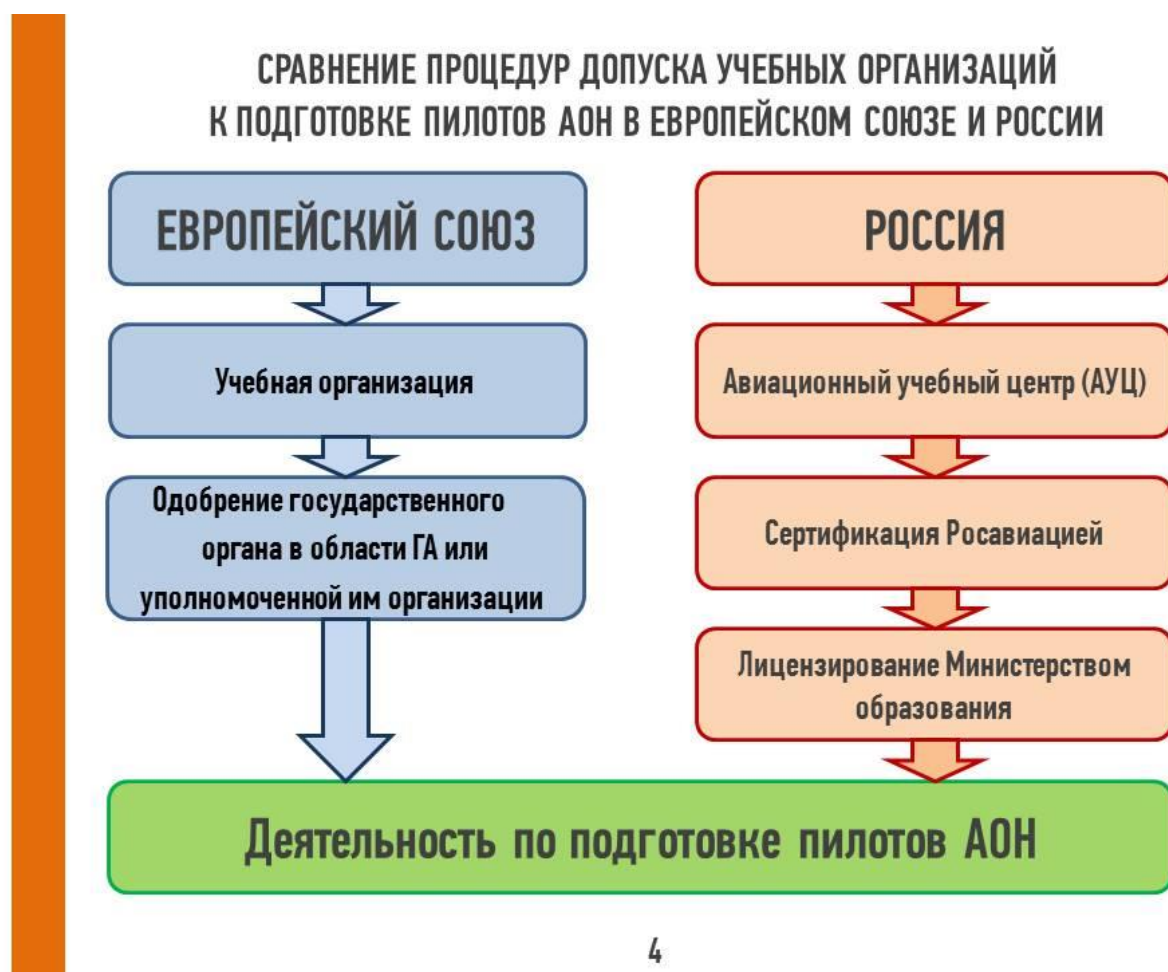 СРАВНЕНИЕ ПРОЦЕДУР ДОПУСКА УЧЕБНЫХ ОРГАНИЗАЦИЙ
К ПОДГОТОВКЕ ПИЛОТОВ АОН В ЕВРОПЕЙСКОМ СОЮЗЕ И РОССИИ
ЕВРОПЕЙСКИЙ СОЮЗ
Учебная организация
Одобрение государственного
органа в области ГА или
уполномоченной им организации
РОССИЯ
Авиационный учебный центр (АУЦ)
Сертификация Росавиацией
Лицензирование Министерством
образования
Деятельность по подготовке пилотов АОН
4